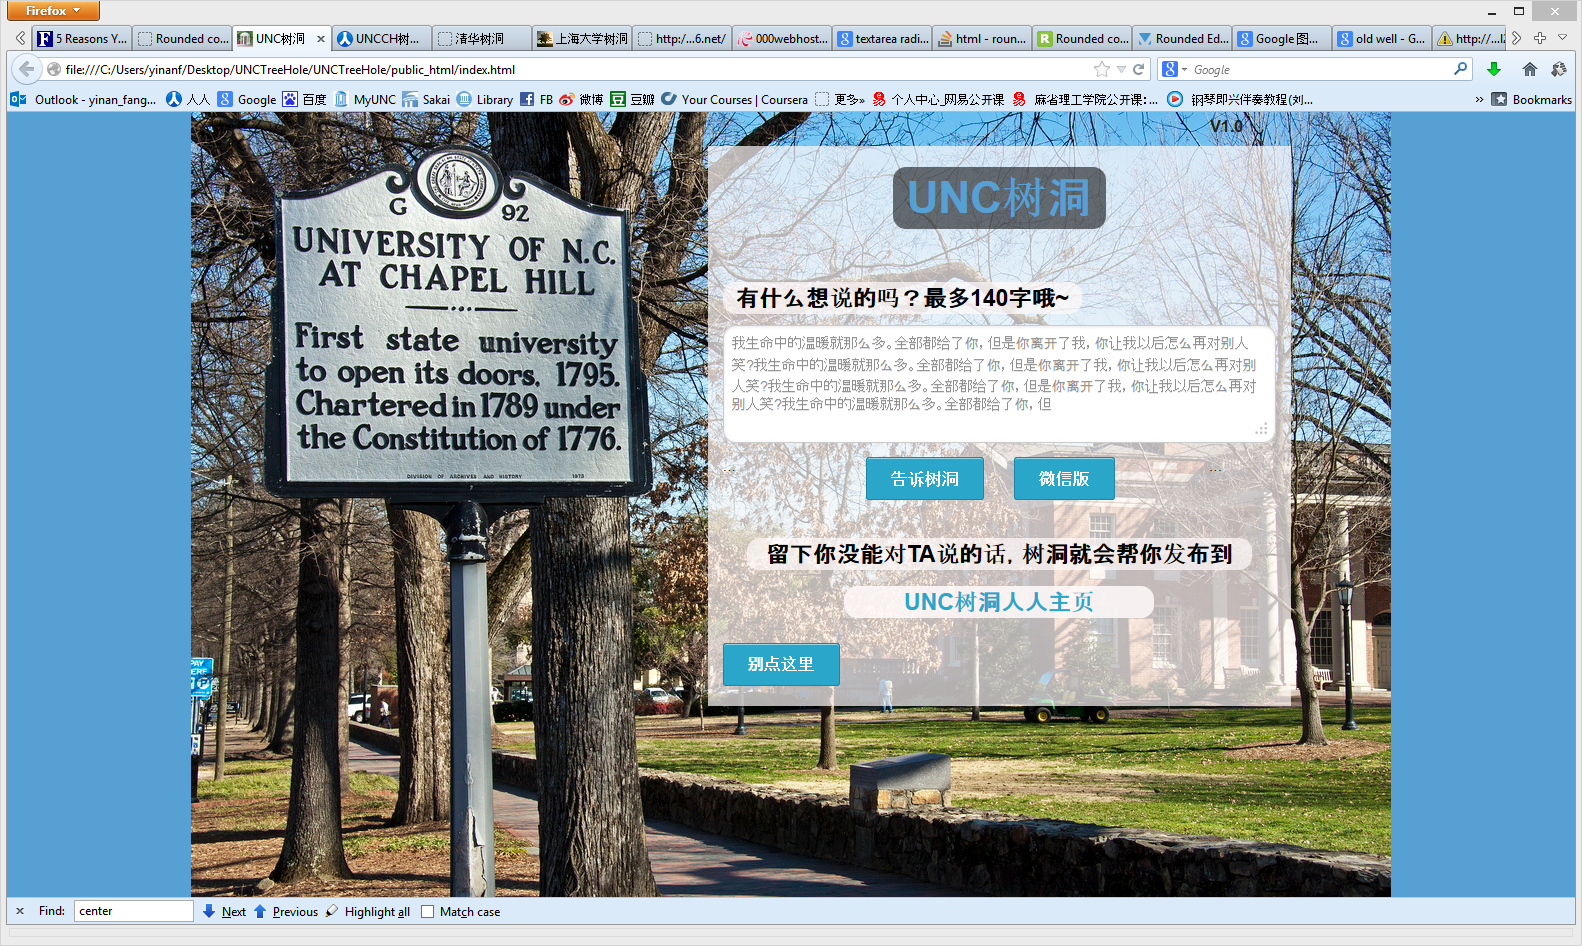 Firefox
5 Reasons Y...
Rounded co...
UNC树洞
UNCCH树...
清华树洞
上海大学树洞
http:/...6.net/
000webhost...
textarea radi...
html - roun...
Rounded co...
Rounded Ed...
Google 图...
old well - G...
http://...
file:///C:/Users/yinanf/Desktop/UNCTreeHole/UNCTreeHole/public_html/index.html
Google
Outlook - yinan_fang...
人人
Google
百度
MyUNC
Sakai
Library
FB
微博
豆瓣
Your Courses | Coursera
更多»
个人中心_网易公开课
麻省理工学院公开课: ...
钢琴即兴伴奏教程(刘...
»
Bookmarks
G 92
UNIVERSITY OF N.C.
AT CHAPEL HILL
First state university
to open its doors. 1795.
Chartered in 1789 under
the Constitution of 1776.
DIVISION OF ARCHIVES AND HISTORY 1973
PAY
HERE
P
V1.0
UNC树洞
有什么想说的吗？最多140字哦~
我生命中的温暖就那么多。全部都给了你，但是你离开了我，你让我以后怎么再对别人
笑?我生命中的温暖就那么多。全部都给了你，但是你离开了我，你让我以后怎么再对别
人笑?我生命中的温暖就那么多。全部都给了你，但是你离开了我，你让我以后怎么再对
别人笑?我生命中的温暖就那么多。全部都给了你，但
...
告诉树洞
微信版
...
留下你没能对TA说的话，树洞就会帮你发布到
UNC树洞人人主页
别点这里
Find:
center
Next
Previous
Highlight all
Match case